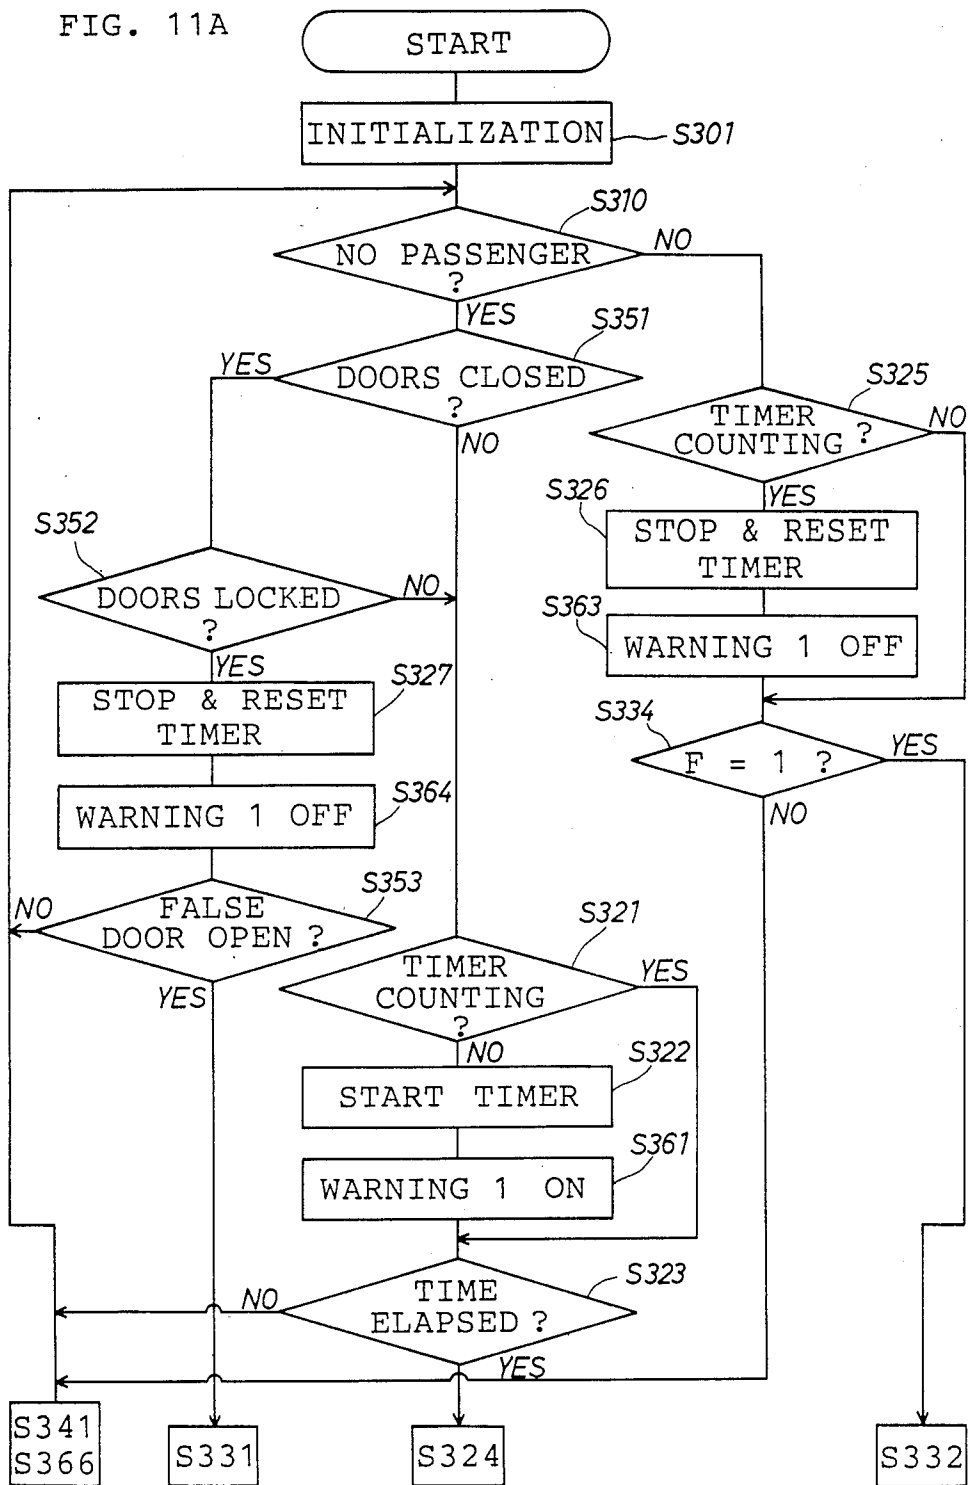 FIG. 11A
START
INITIALIZATION
S301
S310
NO PASSENGER
?
NO
YES
S351
DOORS CLOSED
?
YES
NO
S325
TIMER
COUNTING ?
NO
YES
S326
STOP & RESET
TIMER
S352
DOORS LOCKED
?
NO
YES
S363
WARNING 1 OFF
S327
STOP & RESET
TIMER
S334
F = 1 ?
YES
NO
S364
WARNING 1 OFF
S353
FALSE
DOOR OPEN ?
NO
YES
S321
TIMER
COUNTING
?
YES
NO
S322
START TIMER
S361
WARNING 1 ON
S323
TIME
ELAPSED ?
NO
YES
S341
S366
S331
S324
S332